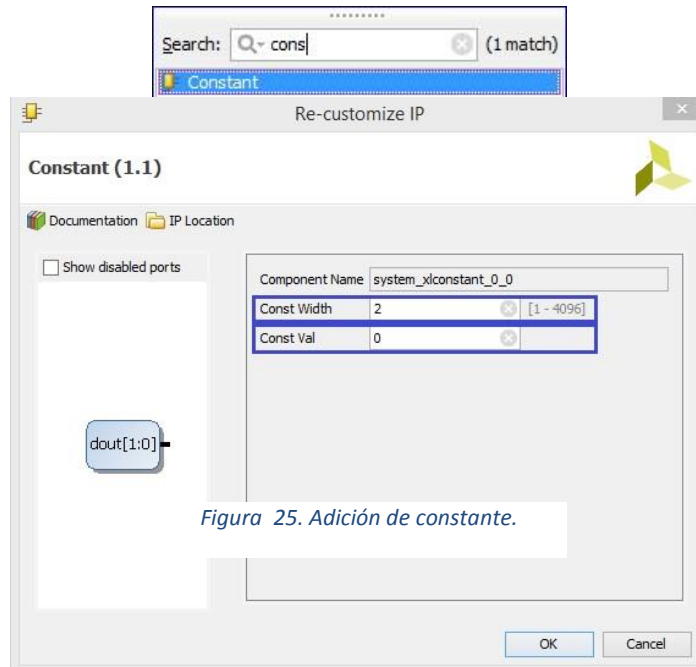 Search: cons (1 match)
Constant
Re-customize IP
Constant (1.1)
Documentation IP Location
Show disabled ports
Component Name system_xlconstant_0_0
Const Width 2 [1 - 4096]
Const Val 0
dout[1:0]
Figura 25. Adición de constante.
OK Cancel